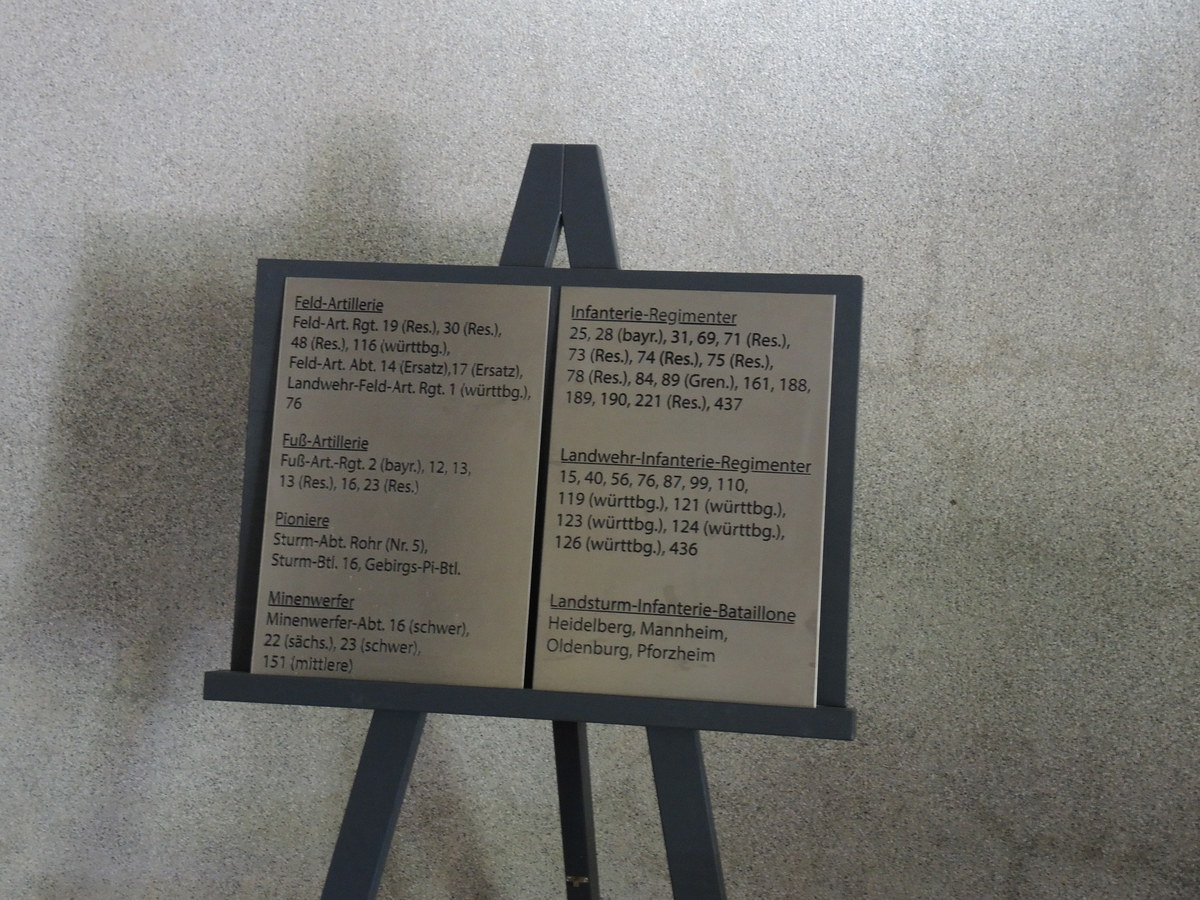 Feld-Artillerie
Feld-Art. Rgt. 19 (Res.), 30 (Res.),
48 (Res.), 116 (württbg.),
Feld-Art. Abt. 14 (Ersatz),17 (Ersatz),
Landwehr-Feld-Art. Rgt. 1 (württbg.),
76
Fuß-Artillerie
Fuß-Art.-Rgt. 2 (bayr.), 12, 13,
13 (Res.), 16, 23 (Res.)
Pioniere
Sturm-Abt. Rohr (Nr. 5),
Sturm-Btl. 16, Gebirgs-Pi-Btl.
Minenwerfer
Minenwerfer-Abt. 16 (schwer),
22 (sächs.), 23 (schwer),
151 (mittlere)
Infanterie-Regimenter
25, 28 (bayr.), 31, 69, 71 (Res.),
73 (Res.), 74 (Res.), 75 (Res.),
78 (Res.), 84, 89 (Gren.), 161, 188,
189, 190, 221 (Res.), 437
Landwehr-Infanterie-Regimenter
15, 40, 56, 76, 87, 99, 110,
119 (württbg.), 121 (württbg.),
123 (württbg.), 124 (württbg.),
126 (württbg.), 436
Landsturm-Infanterie-Bataillone
Heidelberg, Mannheim,
Oldenburg, Pforzheim